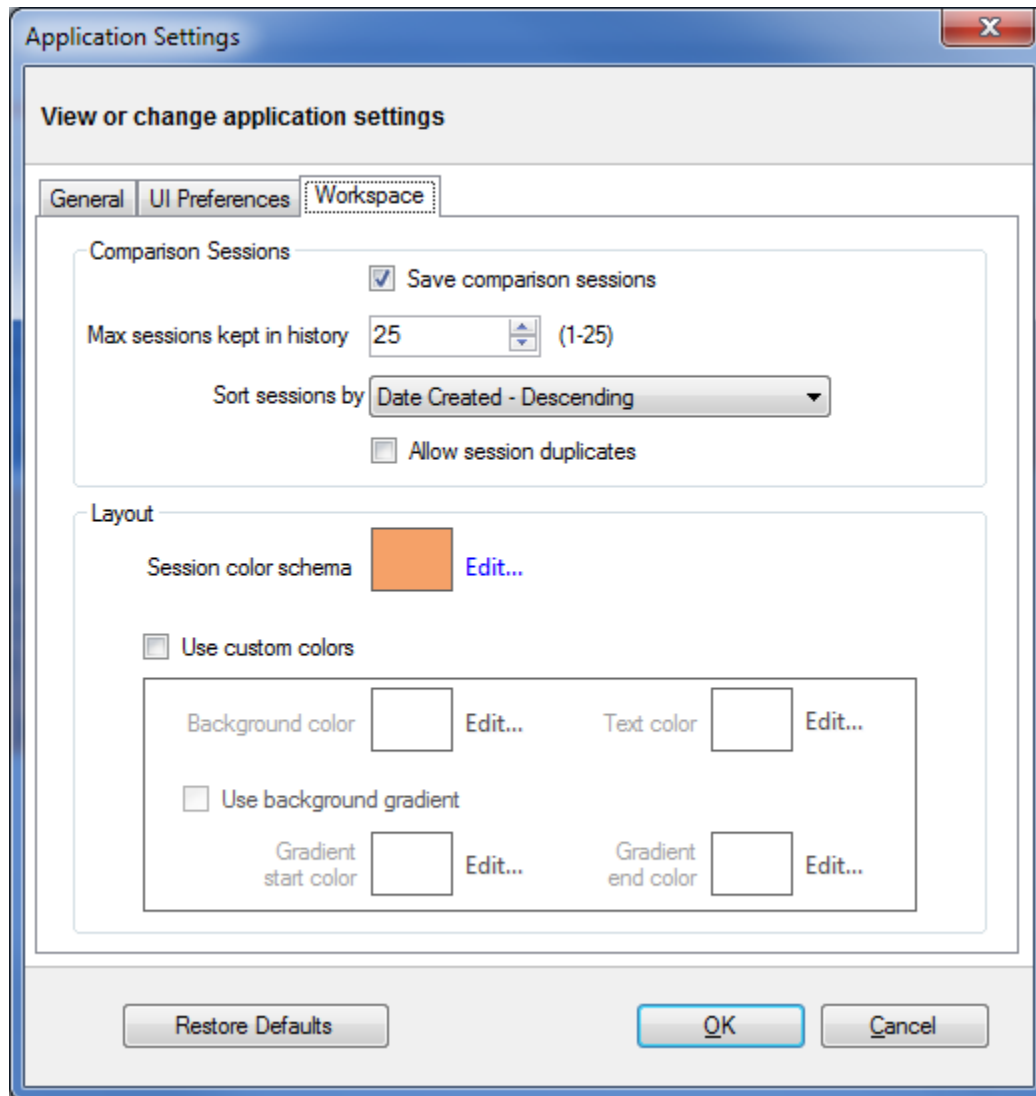 Application Settings
View or change application settings
General UI Preferences Workspace
Comparison Sessions
Save comparison sessions
Max sessions kept in history 25 (1-25)
Sort sessions by Date Created - Descending
Allow session duplicates
Layout
Session color schema Edit...
Use custom colors
Background color Edit... Text color Edit...
Use background gradient
Gradient
start color Edit...
Gradient
end color Edit...
Restore Defaults OK Cancel